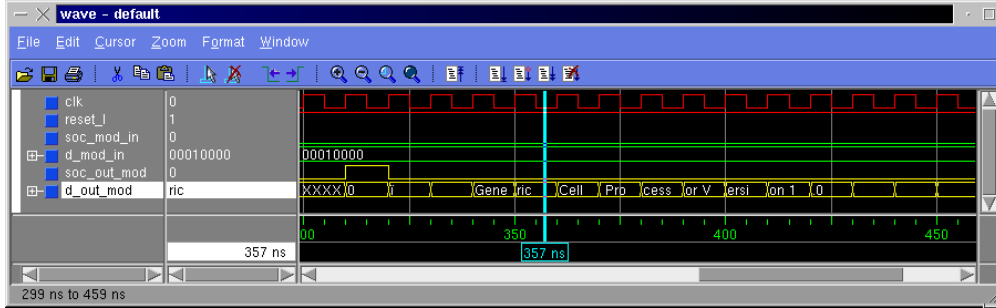 wave - default
File Edit Cursor Zoom Format Window
clk 0
reset_l 1
soc_mod_in 0
d_mod_in 00010000 00010000
soc_out_mod 0
d_out_mod ric XXXX 0 ï Gene ric Cell Pro cess or V ersi on 1 .0
00 350 400 450
357 ns 357 ns
299 ns to 459 ns